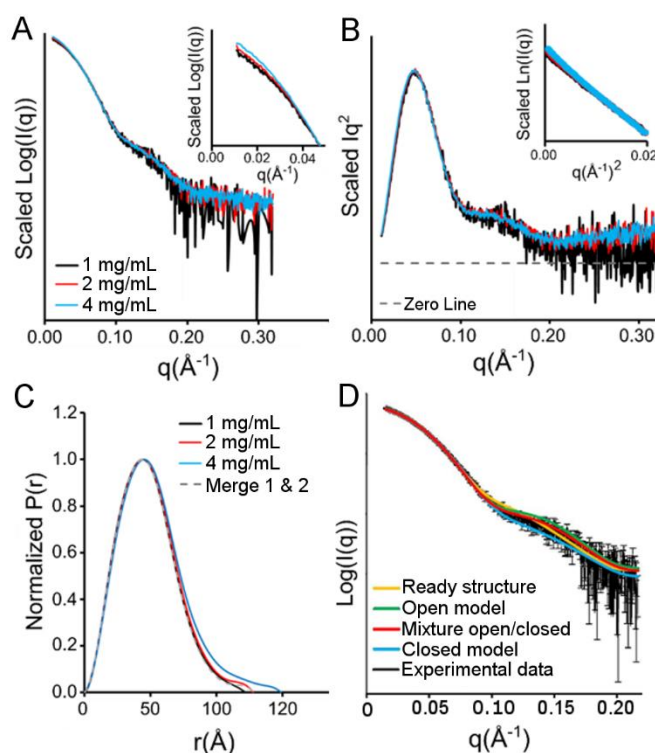 A
Scaled Log(I(q))
1 mg/mL
2 mg/mL
4 mg/mL
0.00 0.10 0.20 0.30
q(Å⁻¹)
Scaled Log(I(q))
0.00 0.02 0.04
q(Å⁻¹)
B
Scaled Iq²
Zero Line
0.00 0.10 0.20 0.30
q(Å⁻¹)
Scaled Ln(I(q))
0.00 0.02
q(Å⁻¹)²
C
Normalized P(r)
1.2
1.0
0.8
0.6
0.4
0.2
0.0
1 mg/mL
2 mg/mL
4 mg/mL
Merge 1 & 2
0 50 100 120
r(Å)
D
Log(I(q))
Ready structure
Open model
Mixture open/closed
Closed model
Experimental data
0 0.05 0.10 0.15 0.20
q(Å⁻¹)